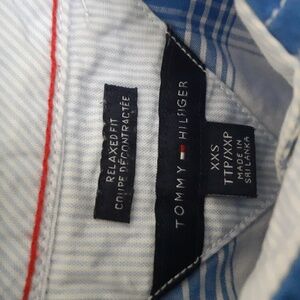 RELAXED FIT
COUPE DÉCONTRACTÉE
TOMMY HILFIGER
XXS
TTP/XXP
MADE IN
SRI LANKA